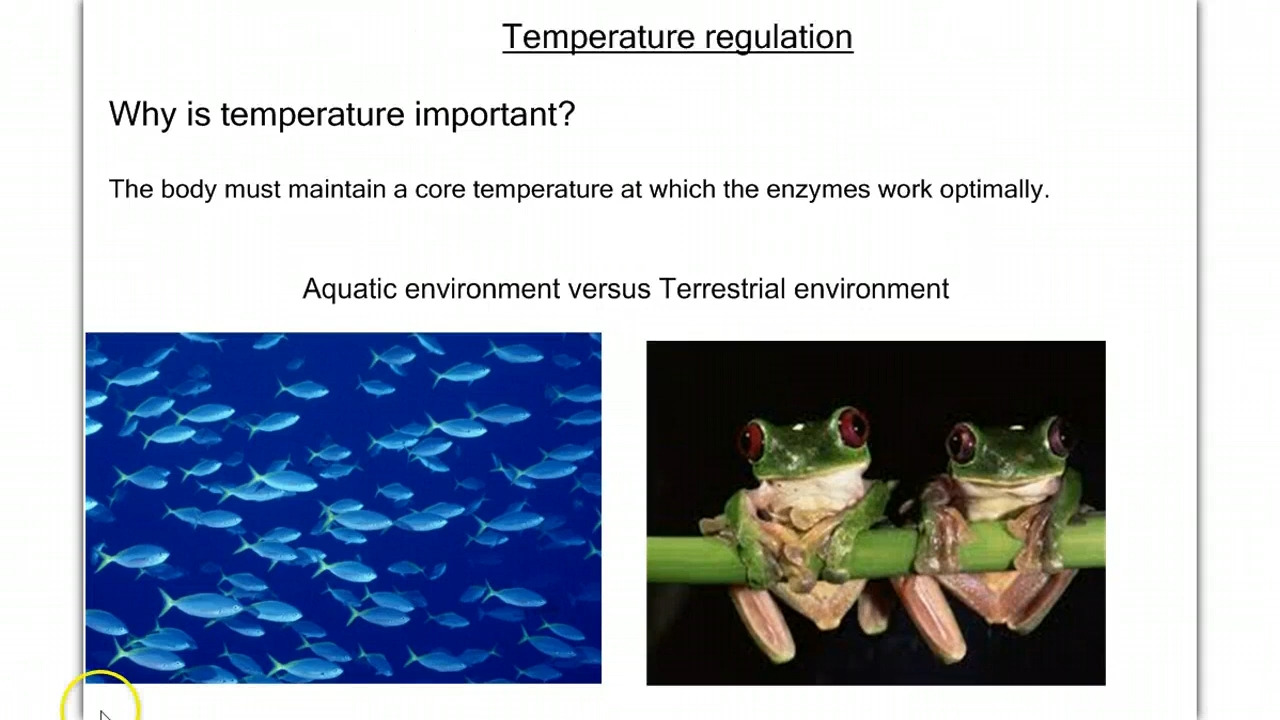 Temperature regulation
Why is temperature important?
The body must maintain a core temperature at which the enzymes work optimally.
Aquatic environment versus Terrestrial environment